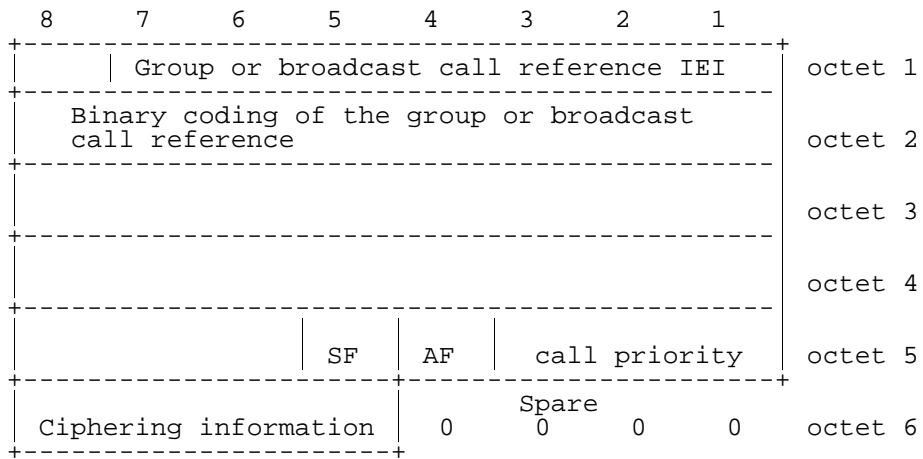 8 7 6 5 4 3 2 1
Group or broadcast call reference IEI octet 1
Binary coding of the group or broadcast
call reference octet 2
octet 3
octet 4
SF AF call priority octet 5
Spare
Ciphering information 0 0 0 0 octet 6